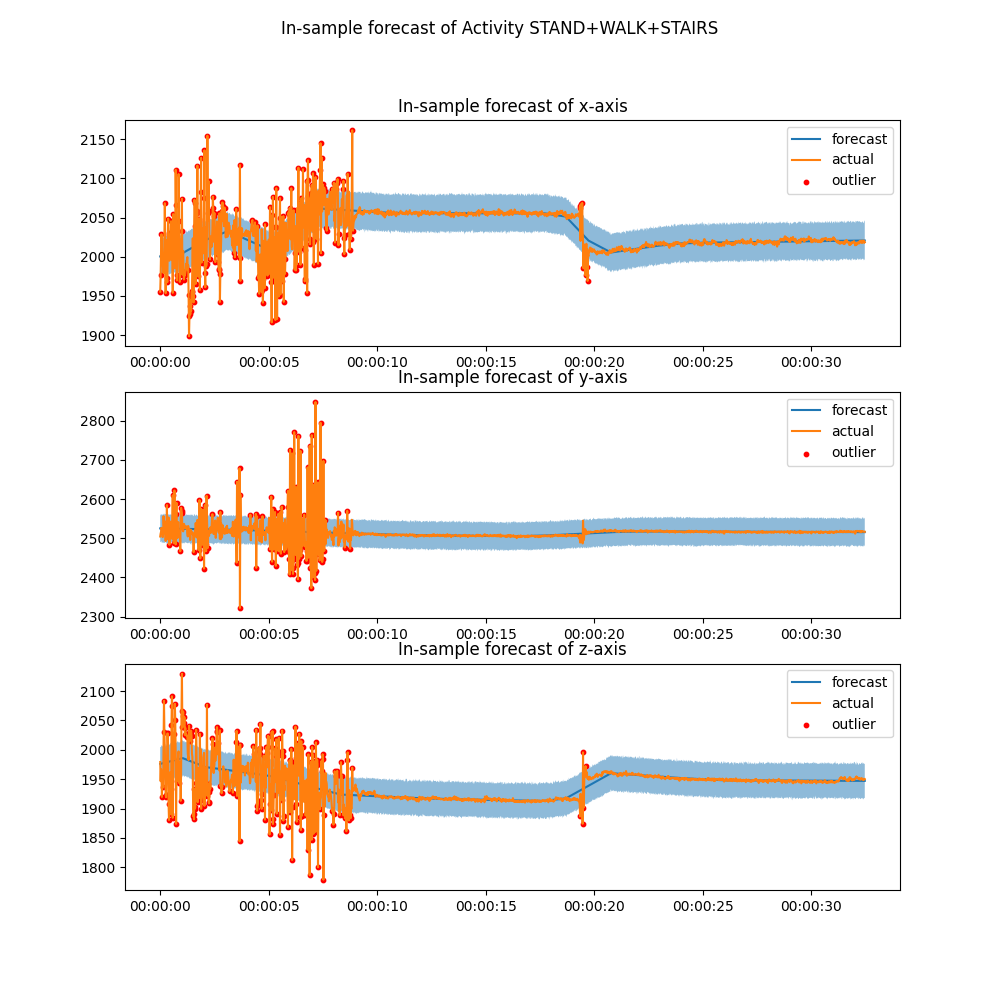 In-sample forecast of Activity STAND+WALK+STAIRS
In-sample forecast of x-axis
2150
2100
2050
2000
1950
1900
forecast
actual
outlier
00:00:00 00:00:05 00:00:10 00:00:15 00:00:20 00:00:25 00:00:30
In-sample forecast of y-axis
2800
2700
2600
2500
2400
2300
forecast
actual
outlier
00:00:00 00:00:05 00:00:10 00:00:15 00:00:20 00:00:25 00:00:30
In-sample forecast of z-axis
2100
2050
2000
1950
1900
1850
1800
forecast
actual
outlier
00:00:00 00:00:05 00:00:10 00:00:15 00:00:20 00:00:25 00:00:30